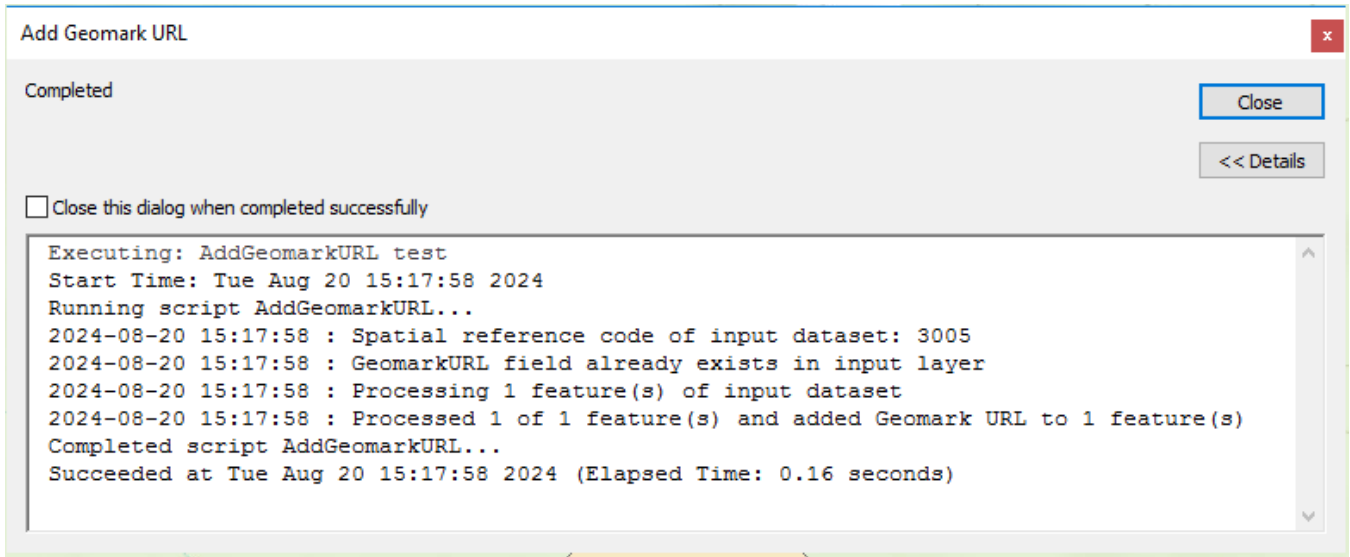 Add Geomark URL
x
Completed
Close
<< Details
Close this dialog when completed successfully
Executing: AddGeomarkURL test
Start Time: Tue Aug 20 15:17:58 2024
Running script AddGeomarkURL...
2024-08-20 15:17:58 : Spatial reference code of input dataset: 3005
2024-08-20 15:17:58 : GeomarkURL field already exists in input layer
2024-08-20 15:17:58 : Processing 1 feature(s) of input dataset
2024-08-20 15:17:58 : Processed 1 of 1 feature(s) and added Geomark URL to 1 feature(s)
Completed script AddGeomarkURL...
Succeeded at Tue Aug 20 15:17:58 2024 (Elapsed Time: 0.16 seconds)